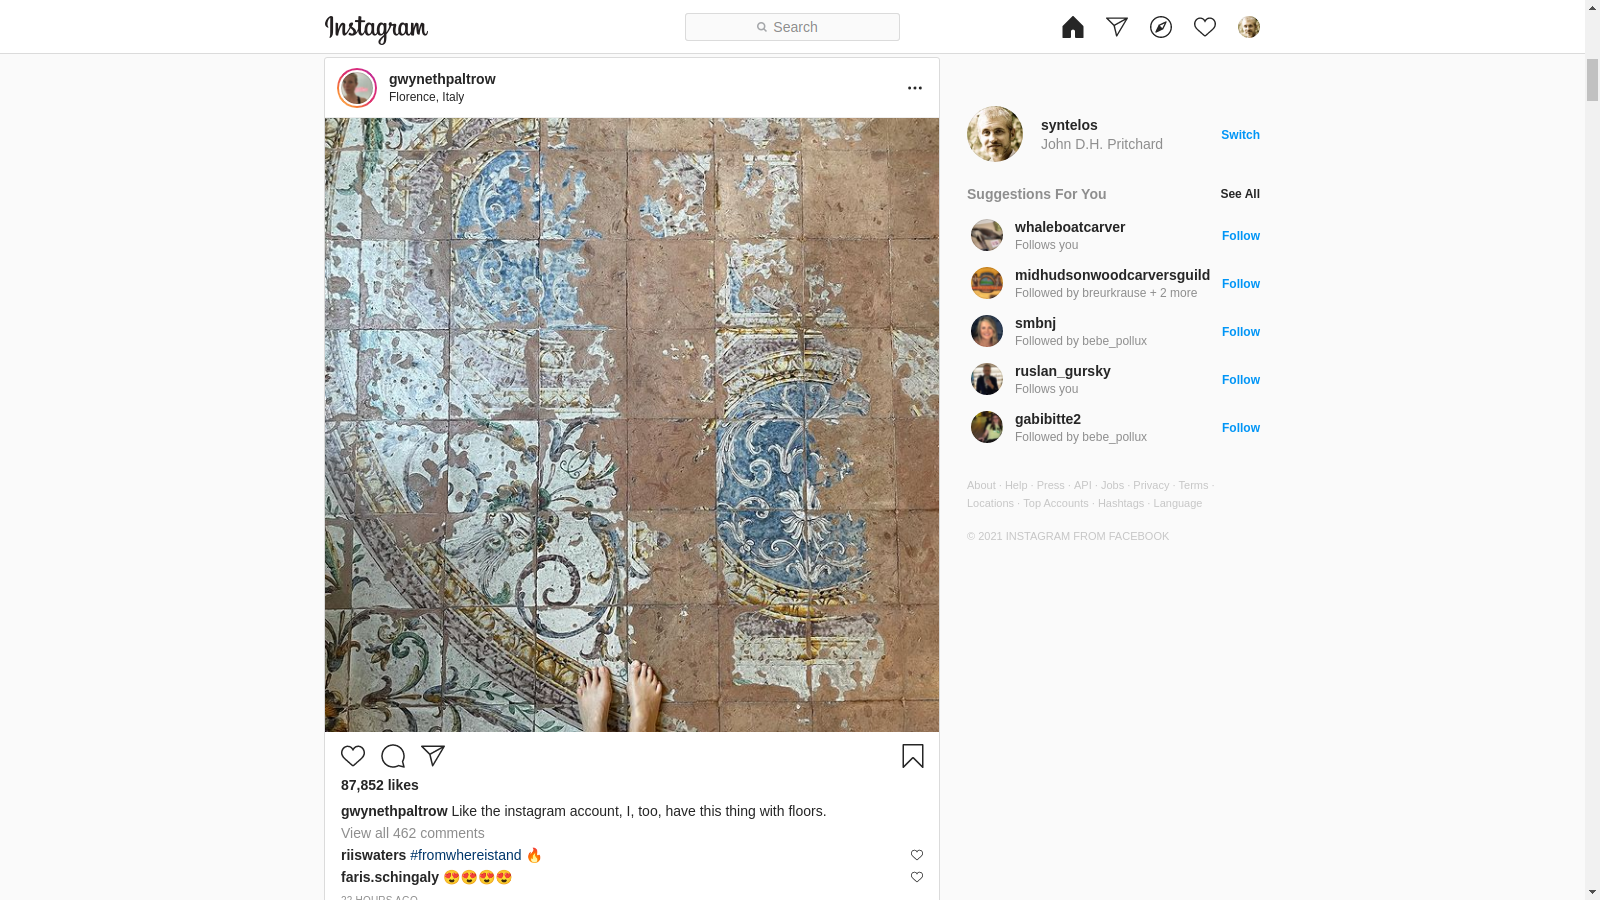 Instagram
Search
gwynethpaltrow
Florence, Italy
87,852 likes
gwynethpaltrow Like the instagram account, I, too, have this thing with floors.
View all 462 comments
riiswaters #fromwhereistand 🔥
faris.schingaly 😍😍😍😍
22 HOURS AGO
syntelos
John D.H. Pritchard
Switch
Suggestions For You
See All
whaleboatcarver
Follows you
Follow
midhudsonwoodcarversguild
Followed by breurkrause + 2 more
Follow
smbnj
Followed by bebe_pollux
Follow
ruslan_gursky
Follows you
Follow
gabibitte2
Followed by bebe_pollux
Follow
About · Help · Press · API · Jobs · Privacy · Terms ·
Locations · Top Accounts · Hashtags · Language
© 2021 INSTAGRAM FROM FACEBOOK